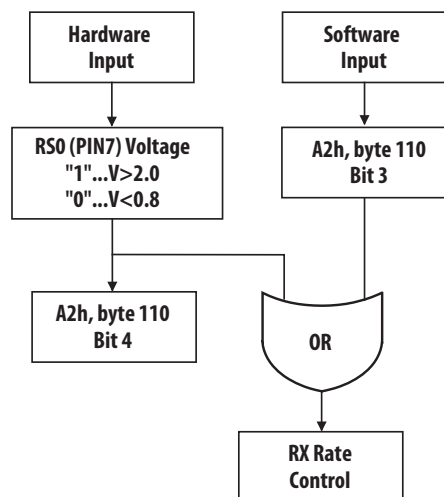 Hardware
Input
Software
Input
RS0 (PIN7) Voltage
"1"...V>2.0
"0"...V<0.8
A2h, byte 110
Bit 3
A2h, byte 110
Bit 4
OR
RX Rate
Control